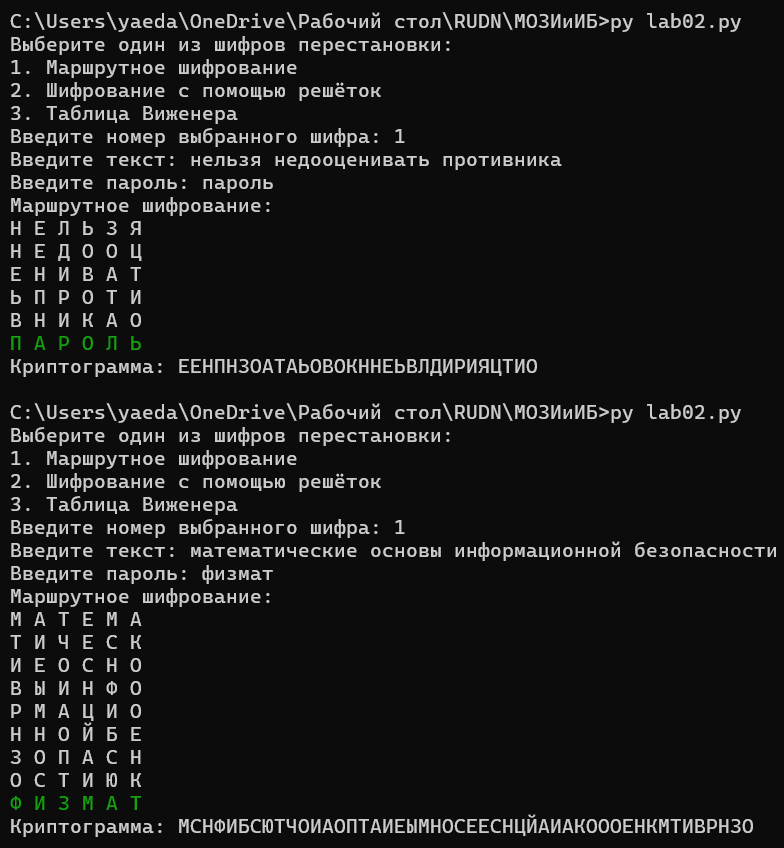 C:\Users\yaeda\OneDrive\Рабочий стол\RUDN\МОЗИиИБ>py lab02.py
Выберите один из шифров перестановки:
1. Маршрутное шифрование
2. Шифрование с помощью решёток
3. Таблица Виженера
Введите номер выбранного шифра: 1
Введите текст: нельзя недооценивать противника
Введите пароль: пароль
Маршрутное шифрование:
Н Е Л Ь З Я
Н Е Д О О Ц
Е Н И В А Т
Ь П Р О Т И
В Н И К А О
П А Р О Л Ь
Криптограмма: ЕЕНПНЗОАТАЬОВОКННЕЬВЛДИРИЯЦТИО
C:\Users\yaeda\OneDrive\Рабочий стол\RUDN\МОЗИиИБ>py lab02.py
Выберите один из шифров перестановки:
1. Маршрутное шифрование
2. Шифрование с помощью решёток
3. Таблица Виженера
Введите номер выбранного шифра: 1
Введите текст: математические основы информационной безопасности
Введите пароль: физмат
Маршрутное шифрование:
М А Т Е М А
Т И Ч Е С К
И Е О С Н О
В Ы И Н Ф О
Р М А Ц И О
Н Н О Й Б Е
З О П А С Н
О С Т И Ю К
Ф И З М А Т
Криптограмма: МСНФИБСЮТЧОИАОПТАИЕЫМНОСЕЕСНЦЙАИАКОООЕНКМТИВРНЗО